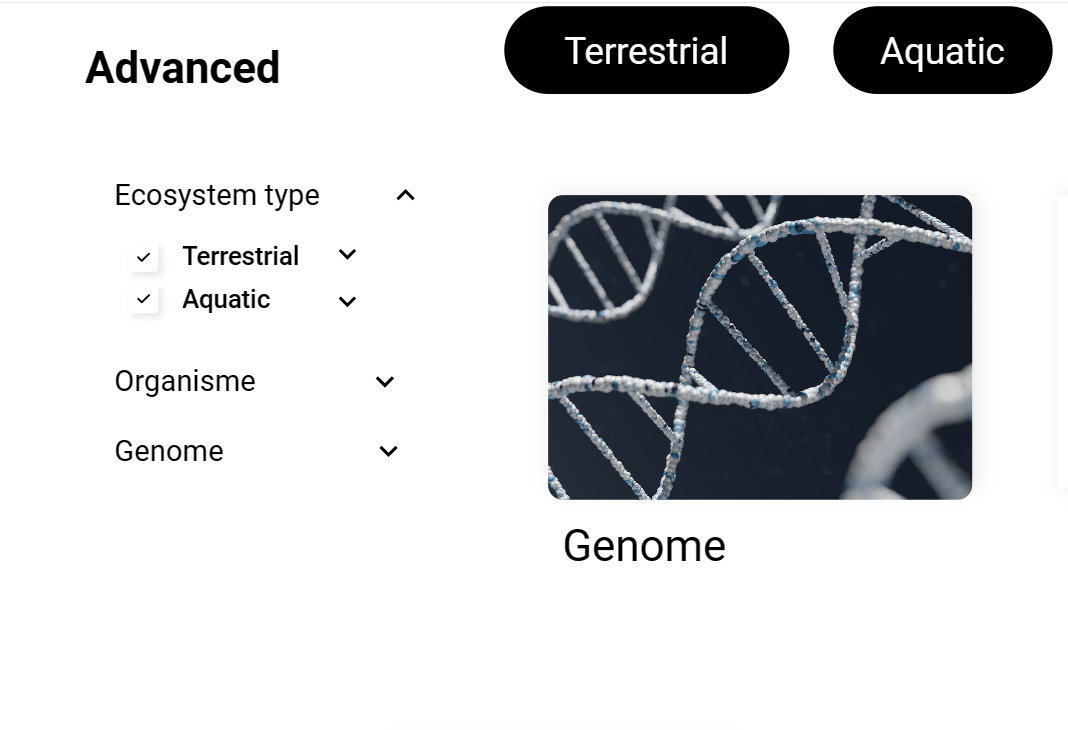 Terrestrial
Aquatic
Advanced
Ecosystem type
Terrestrial
Aquatic
Organisme
Genome
Genome